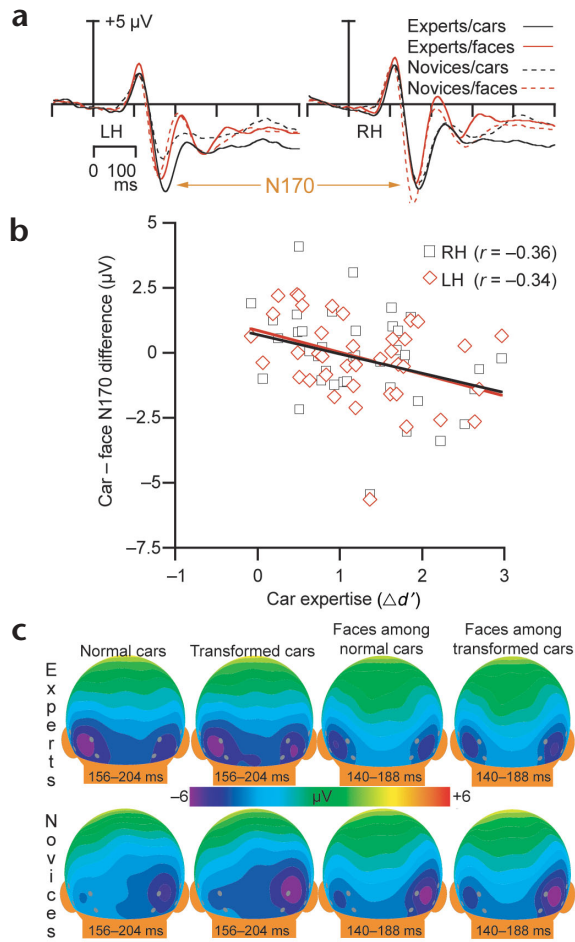 a
+5 µV
Experts/cars
Experts/faces
Novices/cars
Novices/faces
LH
RH
0 100
ms
N170
b
Car – face N170 difference (µV)
5
2.5
0
–2.5
–5
–7.5
RH (r = –0.36)
LH (r = –0.34)
–1 0 1 2 3
Car expertise (△d′)
c
Normal cars
Transformed cars
Faces among
normal cars
Faces among
transformed cars
Experts
156–204 ms
156–204 ms
140–188 ms
140–188 ms
–6 µV +6
Novices
156–204 ms
156–204 ms
140–188 ms
140–188 ms